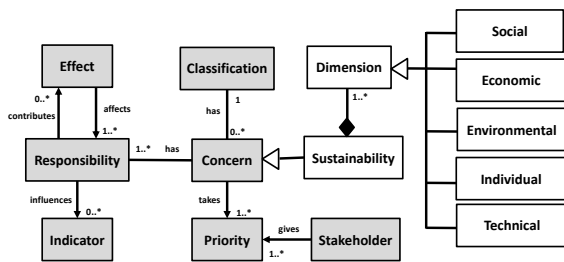 Social
Effect
Classification
Dimension
Economic
0..*
affects
1
1..*
contributes
has
Environmental
1..*
0..*
Responsibility
1..*
has
Concern
Sustainability
Individual
influences
takes
0..*
1..*
gives
Technical
Indicator
Priority
Stakeholder
1..*